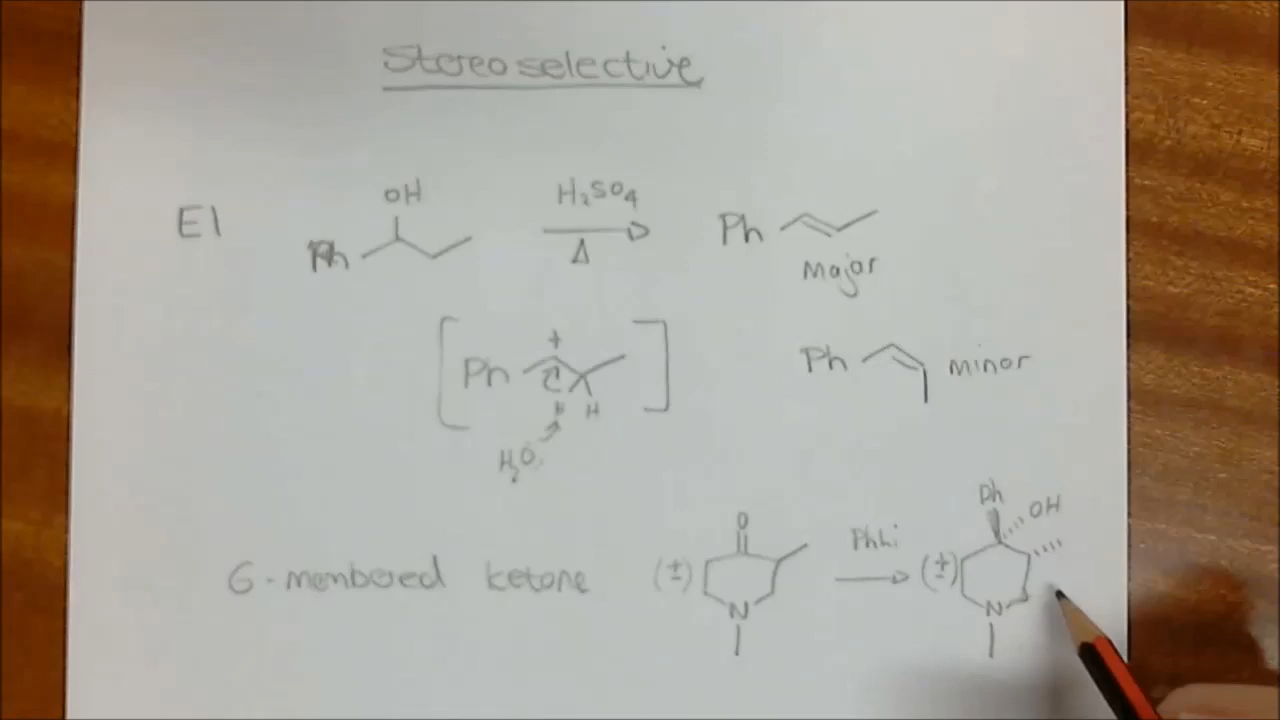 Stereoselective
E1
OH
Ph
H₂SO₄
Δ
Ph
Major
+
Ph
C
H H
H₂O:
Ph
minor
6-membered ketone
(±)
O
N
PhLi
(±)
Ph
OH
N